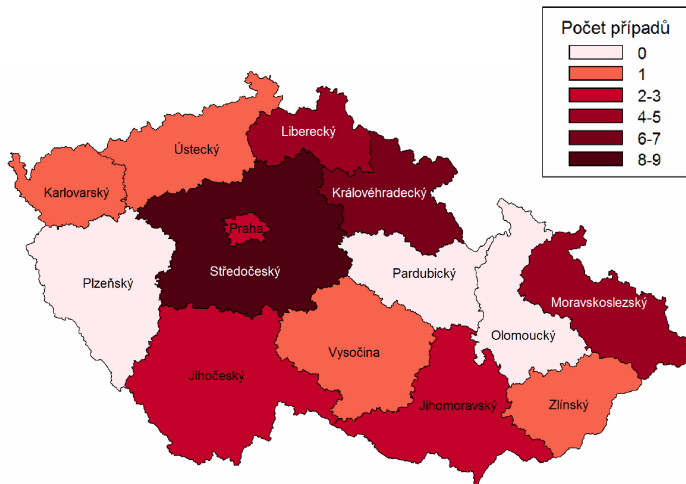 Počet případů
0
1
2-3
4-5
6-7
8-9
Liberecký
Ústecký
Karlovarský
Královéhradecký
Praha
Středočeský
Plzeňský
Pardubický
Moravskoslezský
Olomoucký
Vysočina
Jihočeský
Jihomoravský
Zlínský